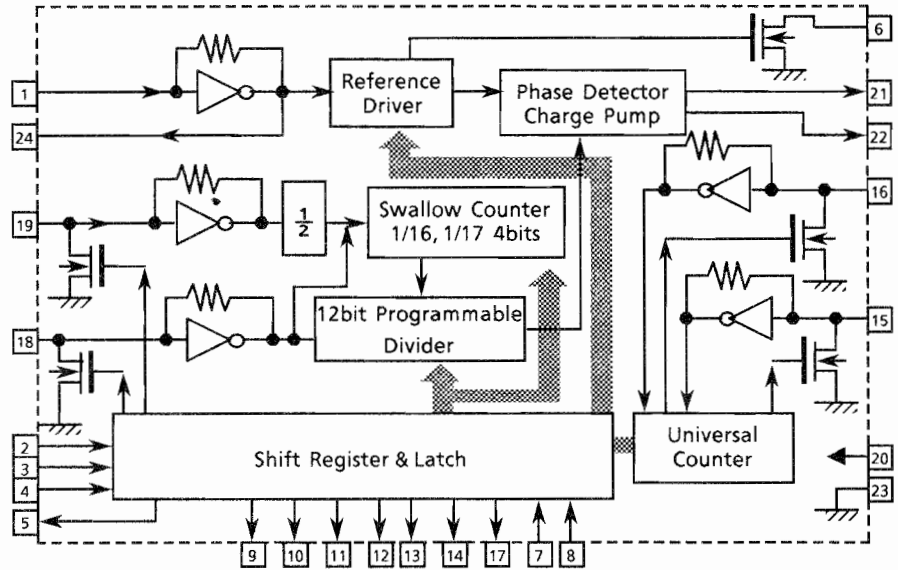 6
1
Reference
Driver
Phase Detector
Charge Pump
21
24
22
16
19
1/2
Swallow Counter
1/16, 1/17 4bits
18
12bit Programmable
Divider
15
2
3
4
5
Shift Register & Latch
Universal
Counter
20
23
9
10
11
12
13
14
17
7
8